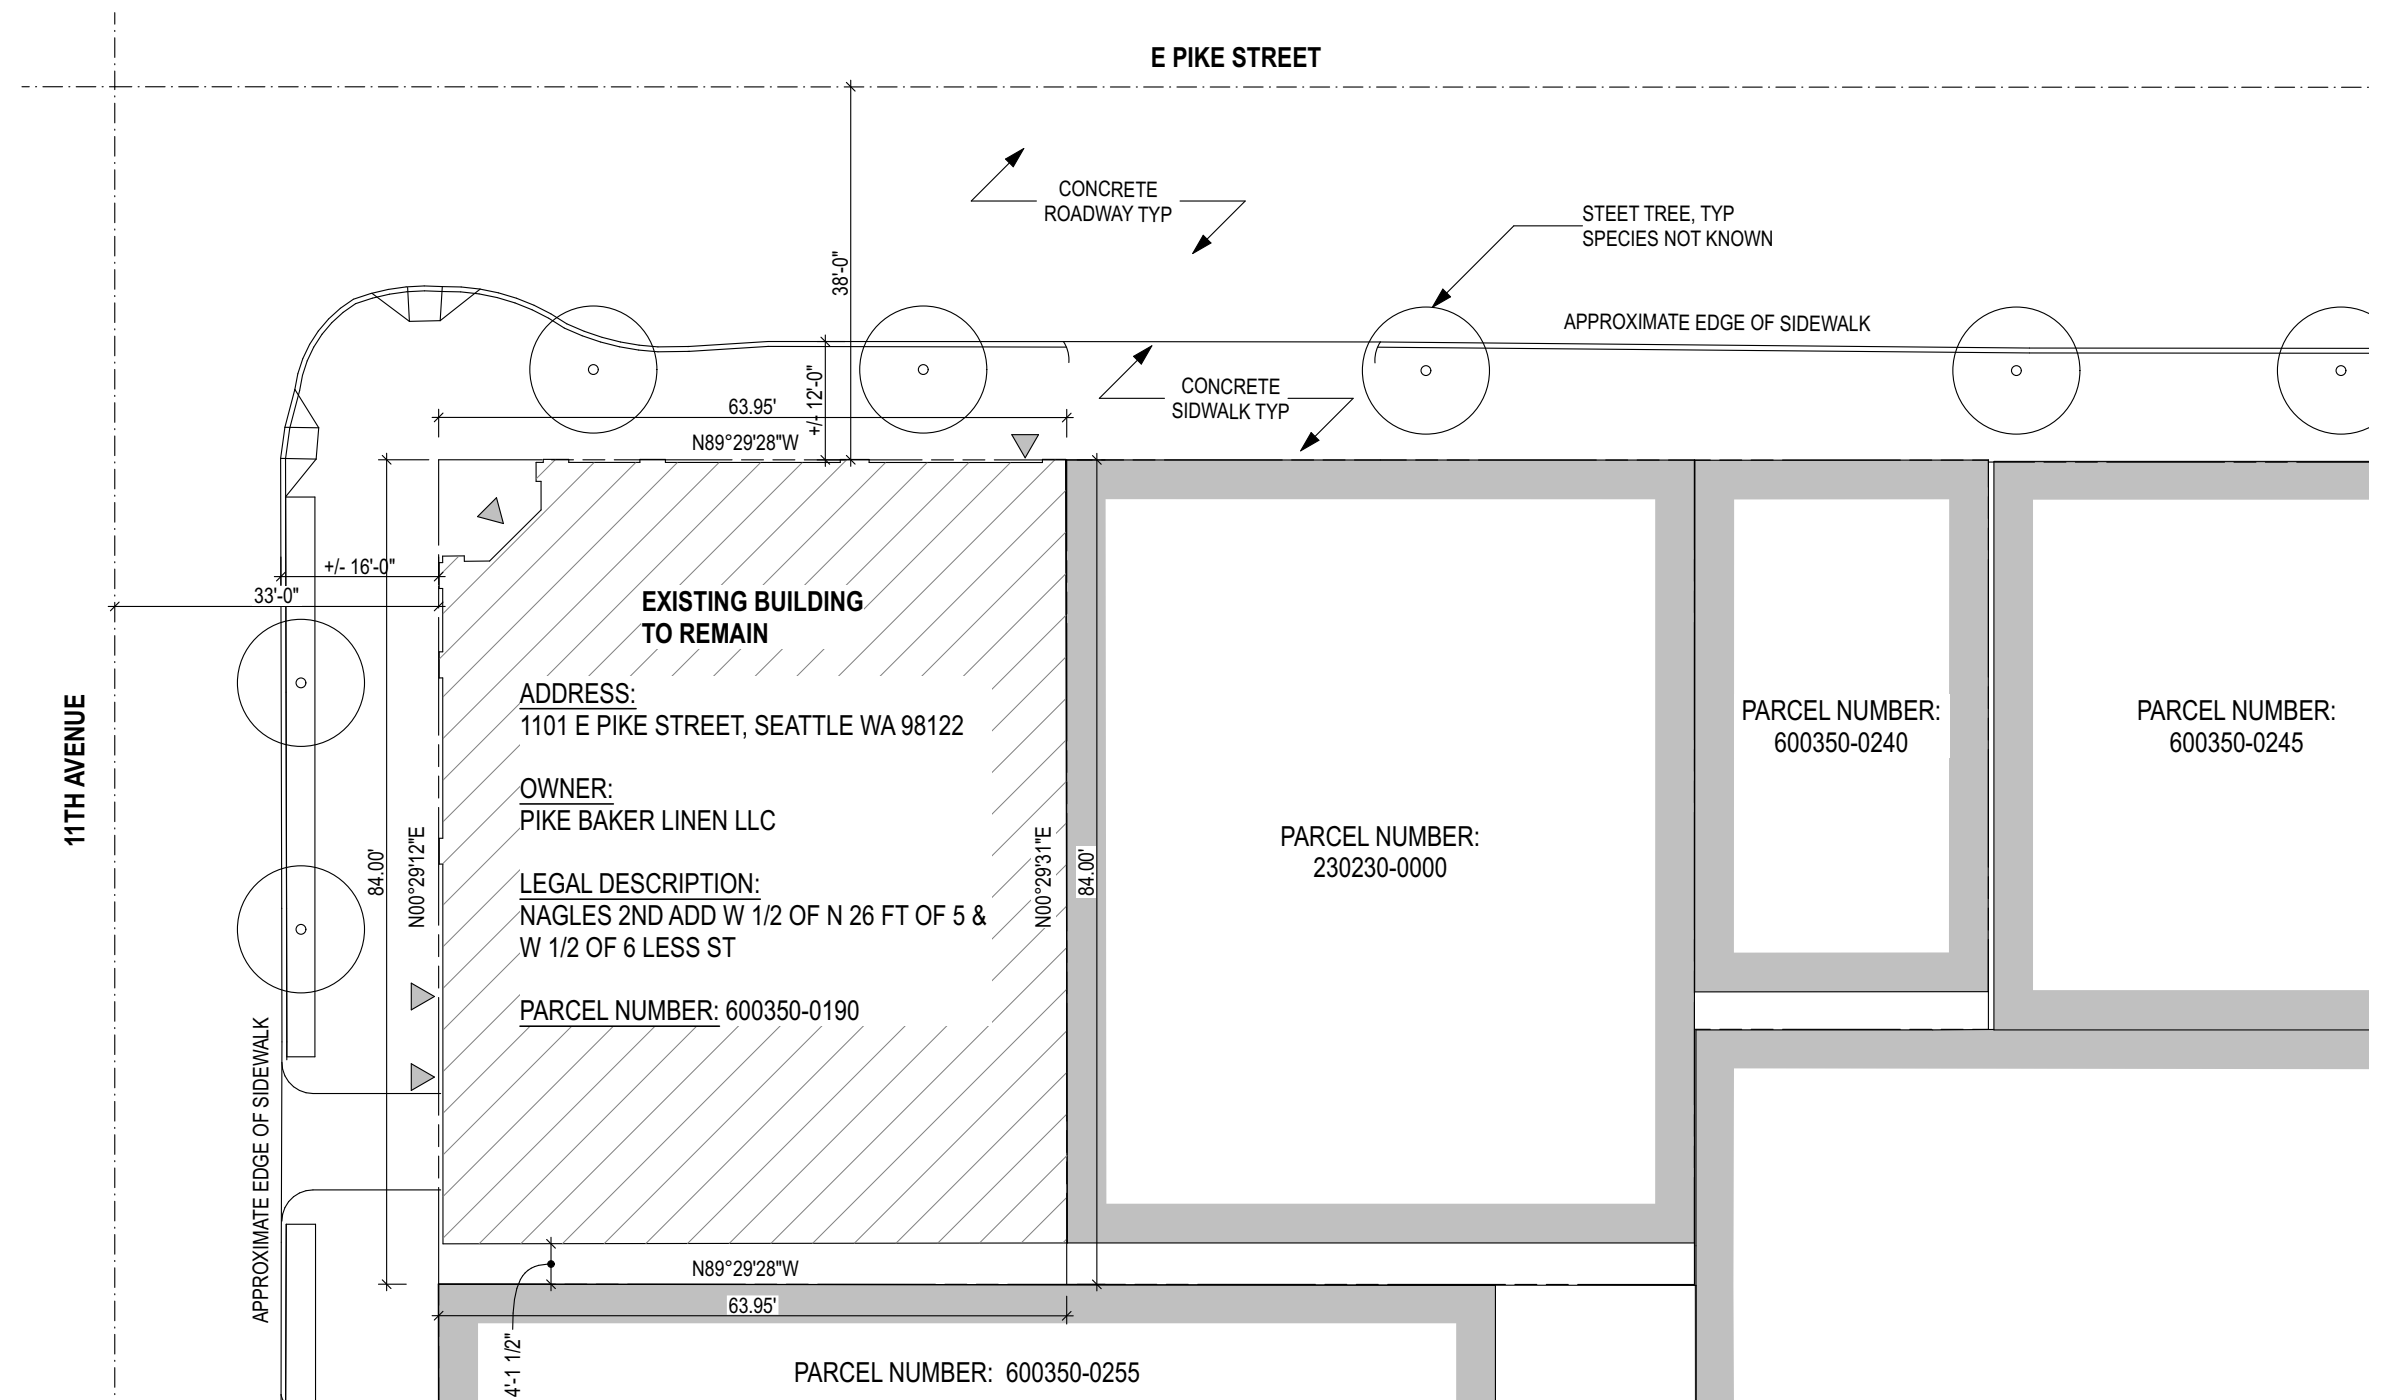 E PIKE STREET
CONCRETE
ROADWAY TYP
STEET TREE, TYP
SPECIES NOT KNOWN
38'-0"
APPROXIMATE EDGE OF SIDEWALK
CONCRETE
SIDWALK TYP
+/- 12'-0"
63.95'
N89°29'28"W
+/- 16'-0"
33'-0"
EXISTING BUILDING
TO REMAIN
ADDRESS:
1101 E PIKE STREET, SEATTLE WA 98122
OWNER:
PIKE BAKER LINEN LLC
LEGAL DESCRIPTION:
NAGLES 2ND ADD W 1/2 OF N 26 FT OF 5 &
W 1/2 OF 6 LESS ST
PARCEL NUMBER: 600350-0190
11TH AVENUE
84.00'
N00°29'12"E
N00°29'31"E
84.00'
PARCEL NUMBER:
230230-0000
PARCEL NUMBER:
600350-0240
PARCEL NUMBER:
600350-0245
APPROXIMATE EDGE OF SIDEWALK
N89°29'28"W
63.95'
4'-1 1/2"
PARCEL NUMBER: 600350-0255